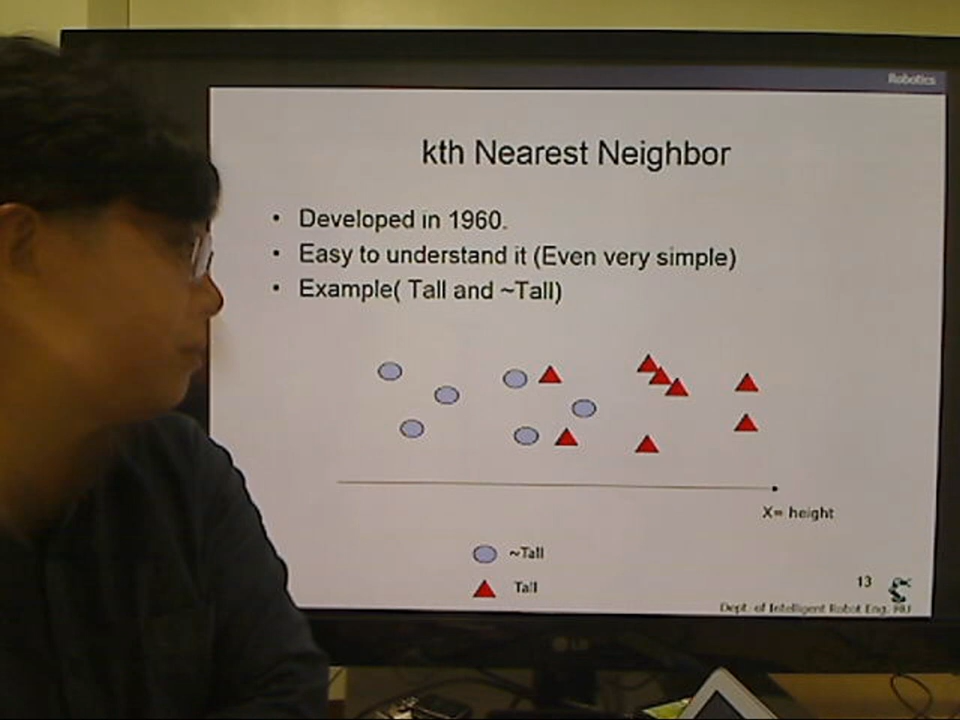 Robotics
kth Nearest Neighbor
• Developed in 1960.
• Easy to understand it (Even very simple)
• Example( Tall and ~Tall)
X= height
~Tall
Tall
13
Dept. of Intelligent Robot Eng.
LG